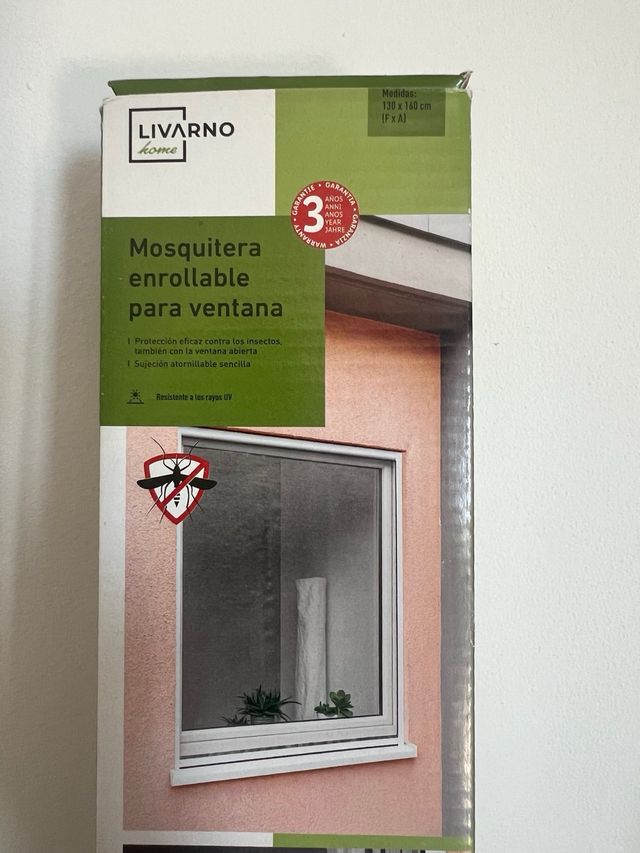 Medidas:
130 x 160 cm
(F x A)
LIVARNO
home
GARANTIE • GARANTÍA • GARANZIA • WARRANTY
3
AÑOS
ANNI
ANOS
YEAR
JAHRE
Mosquitera
enrollable
para ventana
Protección eficaz contra los insectos,
también con la ventana abierta
Sujeción atornillable sencilla
Resistente a los rayos UV